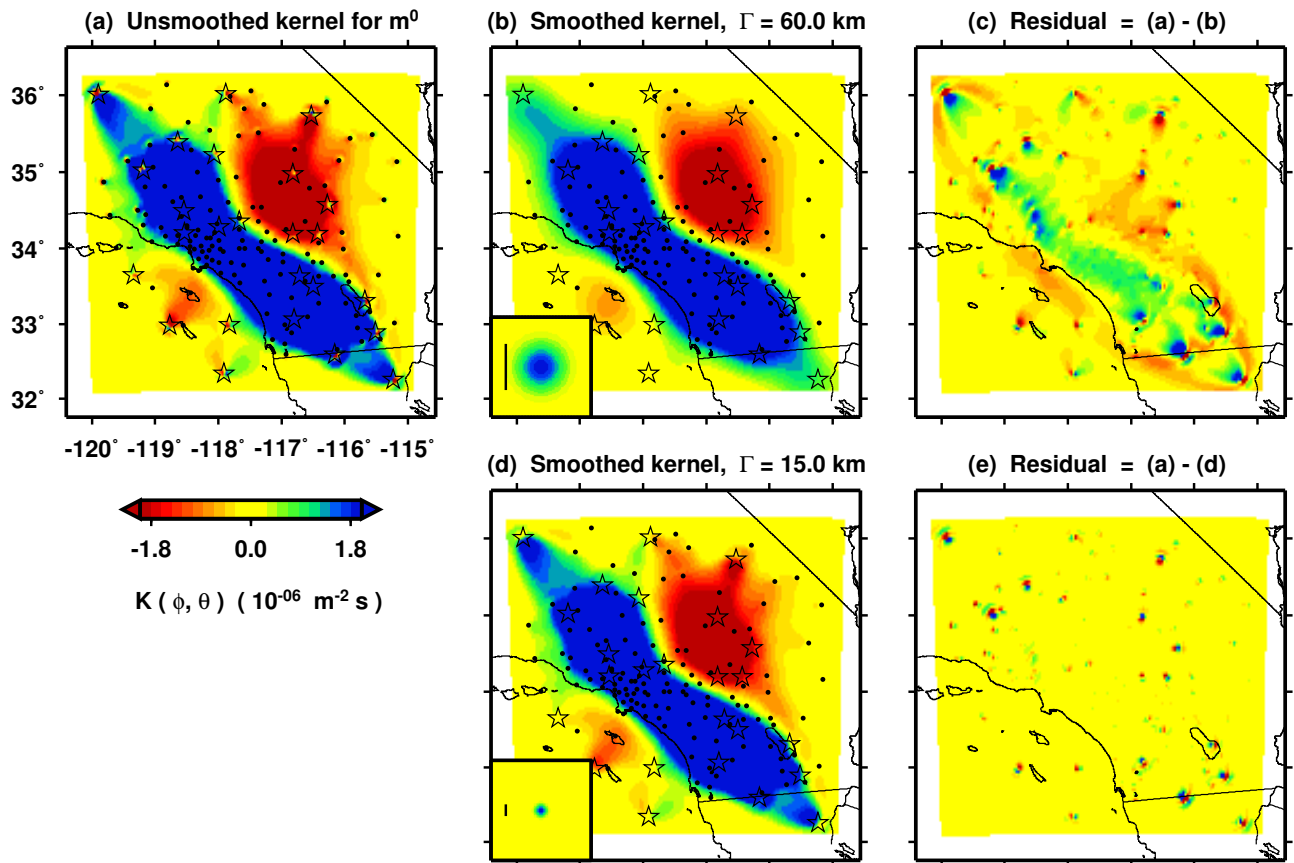 (a) Unsmoothed kernel for m⁰
(b) Smoothed kernel, Γ = 60.0 km
(c) Residual = (a) - (b)
36°
35°
34°
33°
32°
-120° -119° -118° -117° -116° -115°
(d) Smoothed kernel, Γ = 15.0 km
(e) Residual = (a) - (d)
-1.8 0.0 1.8
K ( ϕ, θ ) ( 10⁻⁰⁶ m⁻² s )